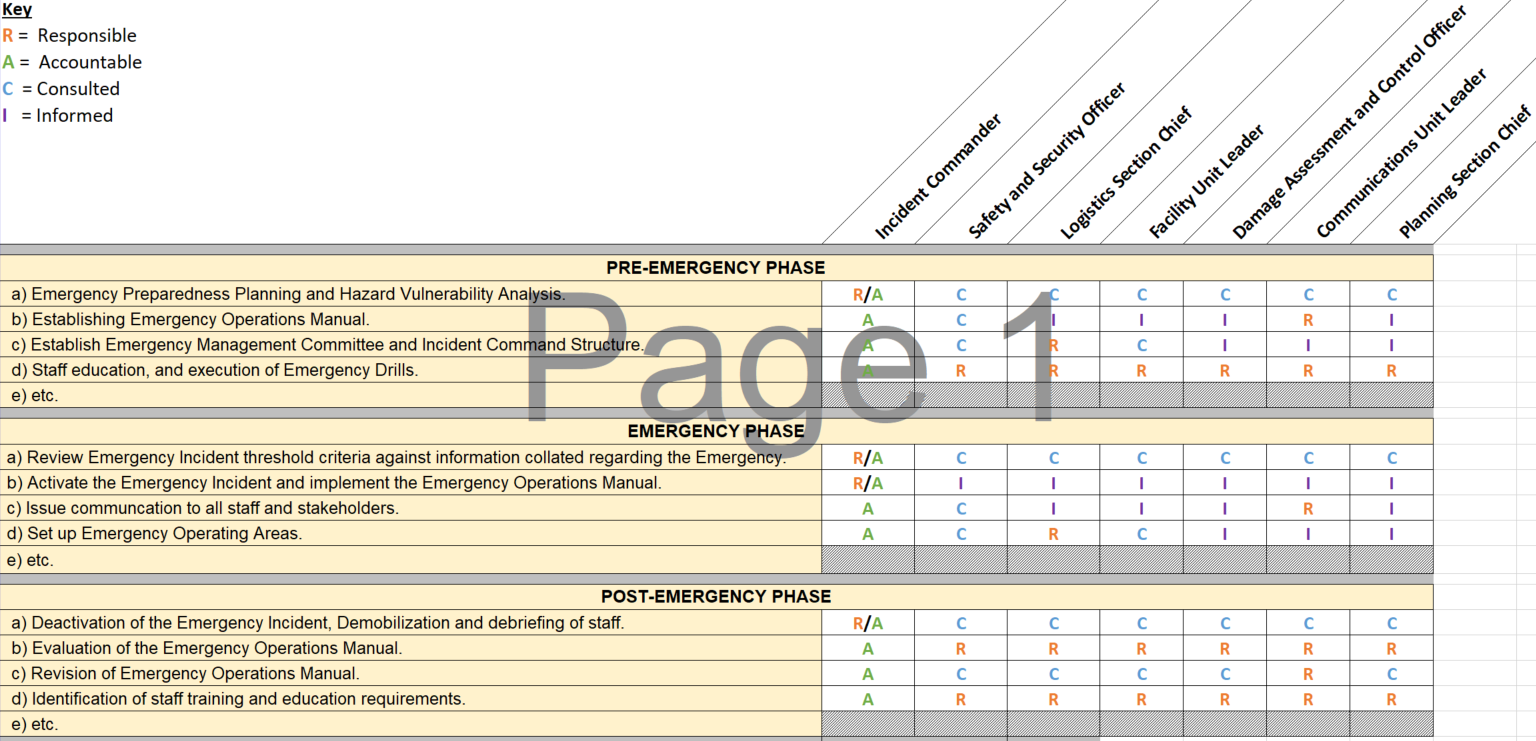 Key
R = Responsible
A = Accountable
C = Consulted
I = Informed
Incident Commander
Safety and Security Officer
Logistics Section Chief
Facility Unit Leader
Damage Assessment and Control Officer
Communications Unit Leader
Planning Section Chief
PRE-EMERGENCY PHASE
a) Emergency Preparedness Planning and Hazard Vulnerability Analysis. R/A C C C C C C
b) Establishing Emergency Operations Manual. A C I I I R I
c) Establish Emergency Management Committee and Incident Command Structure. A C R C I I I
d) Staff education, and execution of Emergency Drills. A R R R R R R
e) etc.
Page 1
EMERGENCY PHASE
a) Review Emergency Incident threshold criteria against information collated regarding the Emergency. R/A C C C C C C
b) Activate the Emergency Incident and implement the Emergency Operations Manual. R/A I I I I I I
c) Issue communcation to all staff and stakeholders. A C I I I R I
d) Set up Emergency Operating Areas. A C R C I I I
e) etc.
POST-EMERGENCY PHASE
a) Deactivation of the Emergency Incident, Demobilization and debriefing of staff. R/A C C C C C C
b) Evaluation of the Emergency Operations Manual. A R R R R R R
c) Revision of Emergency Operations Manual. A C C C C R C
d) Identification of staff training and education requirements. A R R R R R R
e) etc.